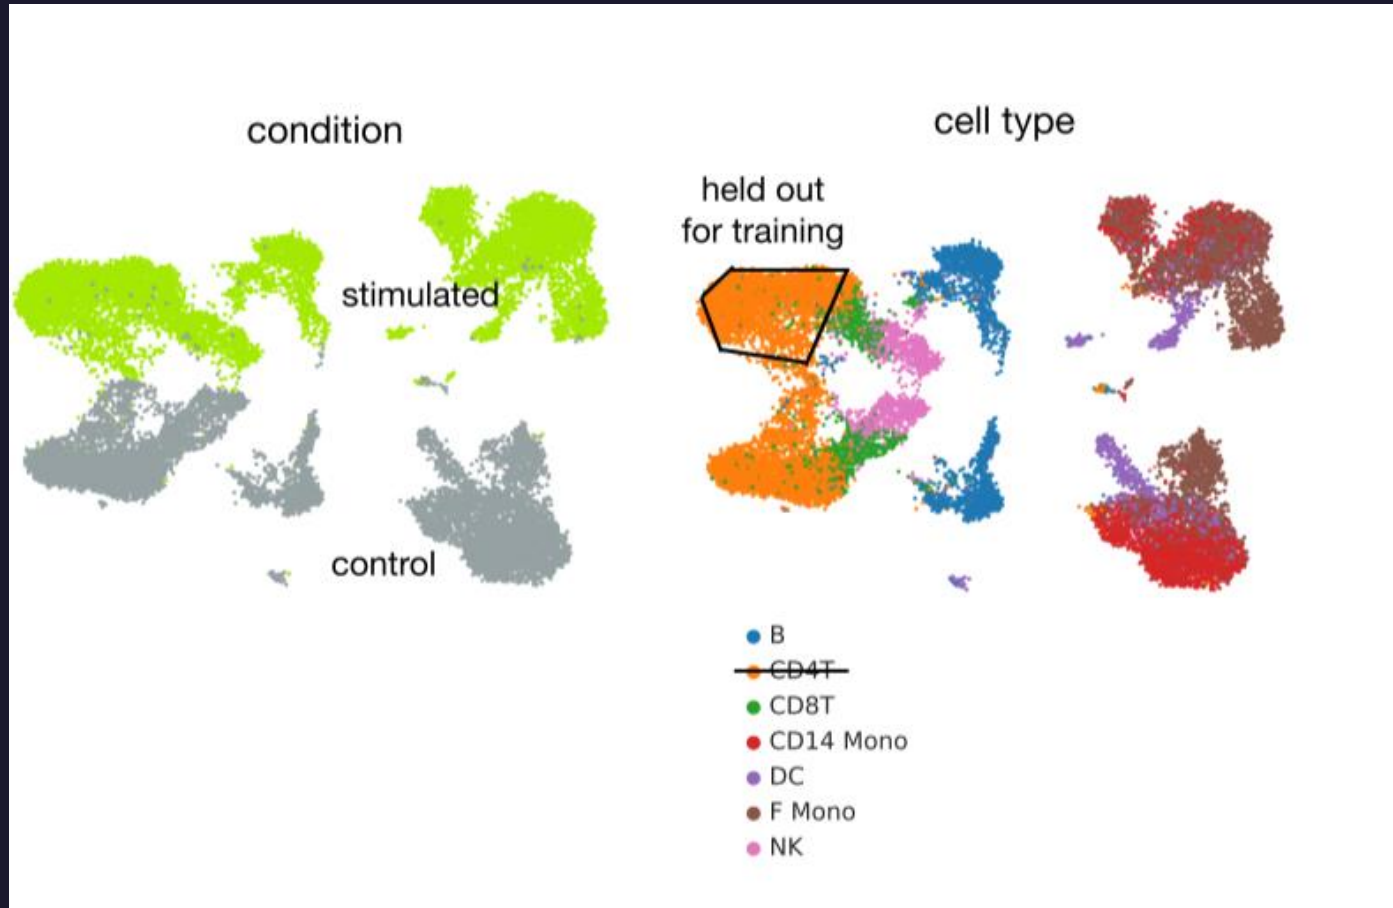 condition
cell type
held out
for training
stimulated
control
B
CD4T
CD8T
CD14 Mono
DC
F Mono
NK